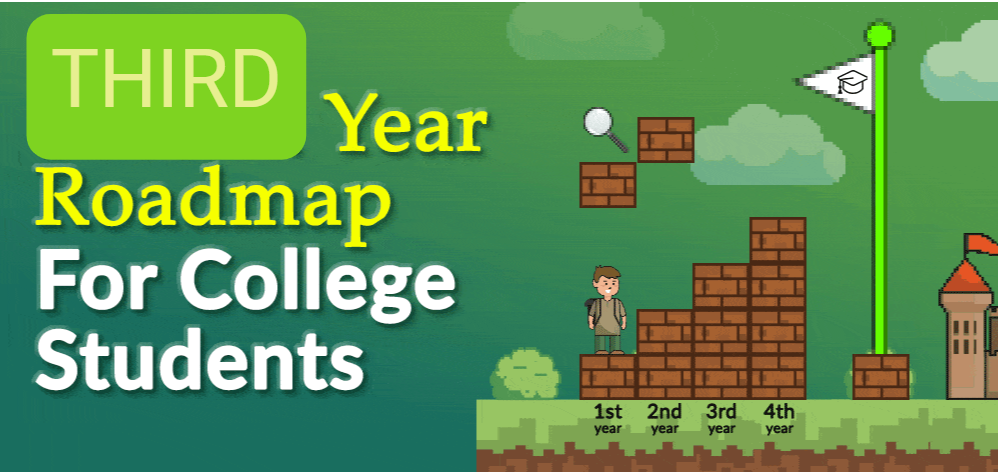 THIRD
Year
Roadmap
For College
Students
1st 2nd 3rd 4th
year year year year